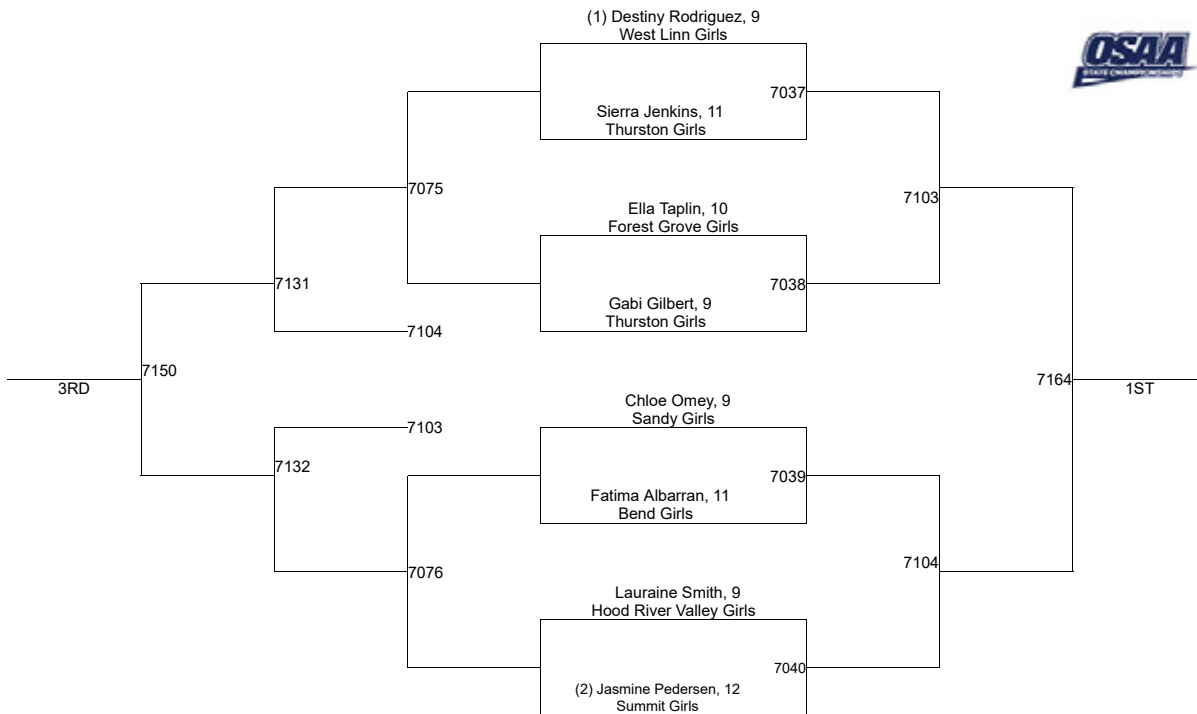 (1) Destiny Rodriguez, 9
West Linn Girls
OSAA
STATE CHAMPIONSHIPS
7037
Sierra Jenkins, 11
Thurston Girls
7075
7103
Ella Taplin, 10
Forest Grove Girls
7131
7038
Gabi Gilbert, 9
Thurston Girls
7104
7150
3RD
7164
1ST
Chloe Omey, 9
Sandy Girls
7103
7132
7039
Fatima Albarran, 11
Bend Girls
7076
7104
Lauraine Smith, 9
Hood River Valley Girls
7040
(2) Jasmine Pedersen, 12
Summit Girls